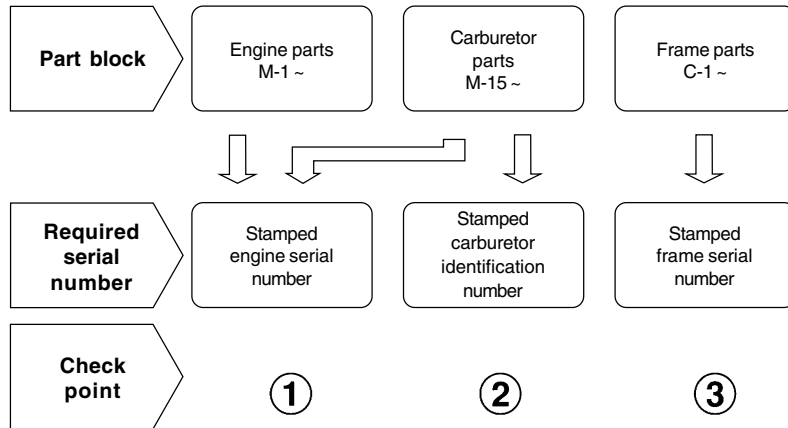 Part block
Engine parts
M-1 ~
Carburetor
parts
M-15 ~
Frame parts
C-1 ~
Required
serial
number
Stamped
engine serial
number
Stamped
carburetor
identification
number
Stamped
frame serial
number
Check
point
1
2
3